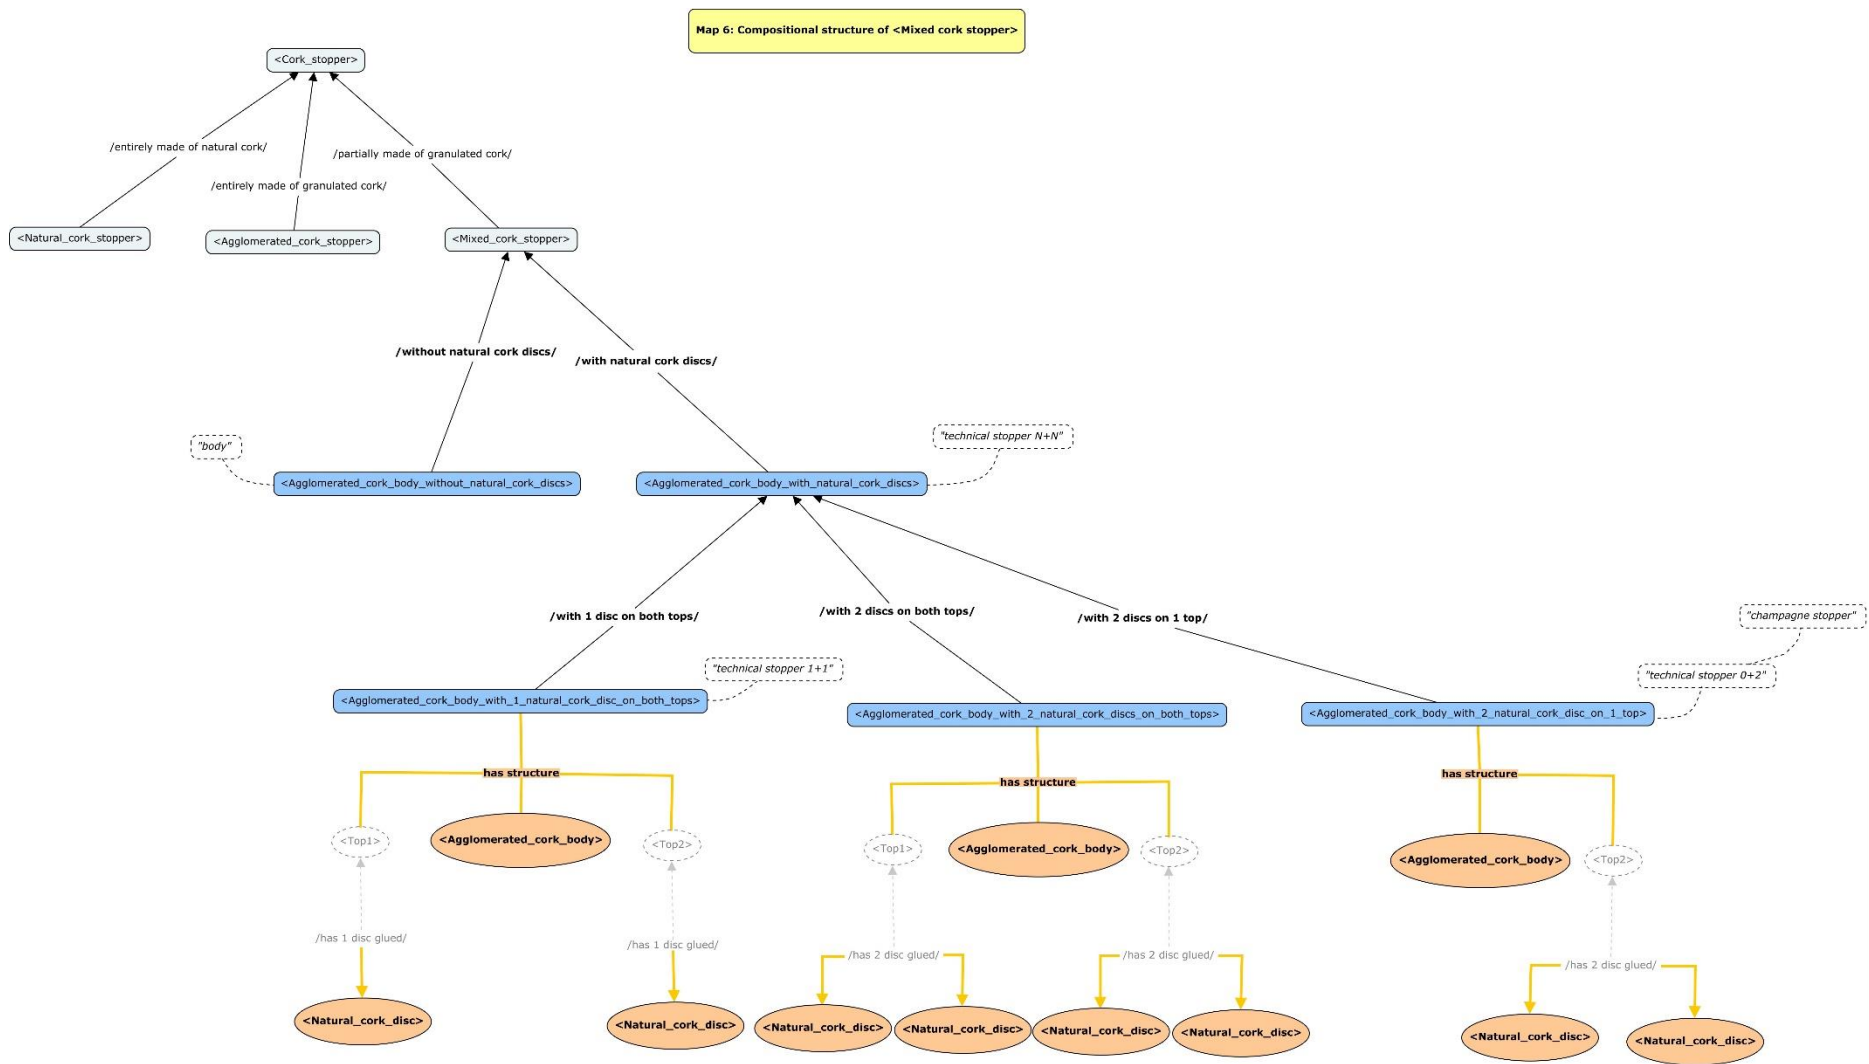 Map 6: Compositional structure of <Mixed cork stopper>
<Cork_stopper>
/entirely made of natural cork/
/partially made of granulated cork/
/entirely made of granulated cork/
<Natural_cork_stopper>
<Agglomerated_cork_stopper>
<Mixed_cork_stopper>
/without natural cork discs/
/with natural cork discs/
"body"
"technical stopper N+N"
<Agglomerated_cork_body_without_natural_cork_discs>
<Agglomerated_cork_body_with_natural_cork_discs>
/with 1 disc on both tops/
/with 2 discs on both tops/
/with 2 discs on 1 top/
"champagne stopper"
"technical stopper 1+1"
"technical stopper 0+2"
<Agglomerated_cork_body_with_1_natural_cork_disc_on_both_tops>
<Agglomerated_cork_body_with_2_natural_cork_discs_on_both_tops>
<Agglomerated_cork_body_with_2_natural_cork_disc_on_1_top>
has structure
has structure
has structure
<Top1>
<Agglomerated_cork_body>
<Top2>
<Top1>
<Agglomerated_cork_body>
<Top2>
<Agglomerated_cork_body>
<Top2>
/has 1 disc glued/
/has 1 disc glued/
/has 2 disc glued/
/has 2 disc glued/
/has 2 disc glued/
<Natural_cork_disc>
<Natural_cork_disc>
<Natural_cork_disc>
<Natural_cork_disc>
<Natural_cork_disc>
<Natural_cork_disc>
<Natural_cork_disc>
<Natural_cork_disc>